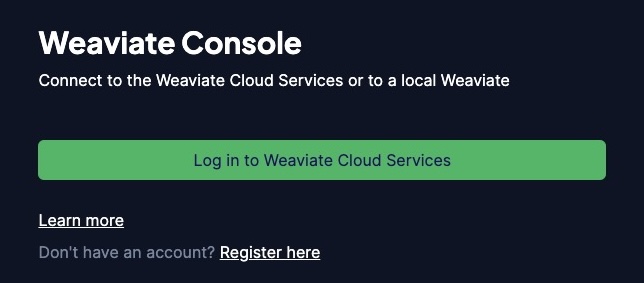 Weaviate Console
Connect to the Weaviate Cloud Services or to a local Weaviate
Log in to Weaviate Cloud Services
Learn more
Don't have an account? Register here